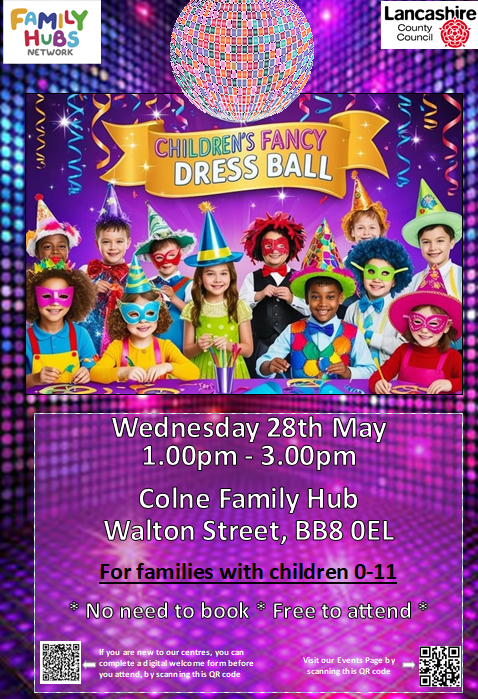 FAMILY
HUBS
NETWORK
Lancashire
County
Council
CHILDREN'S FANCY
DRESS BALL
Wednesday 28th May
1.00pm - 3.00pm
Colne Family Hub
Walton Street, BB8 0EL
For families with children 0-11
* No need to book * Free to attend *
If you are new to our centres, you can
complete a digital welcome form before
you attend, by scanning this QR code
Visit our Events Page by
scanning this QR code